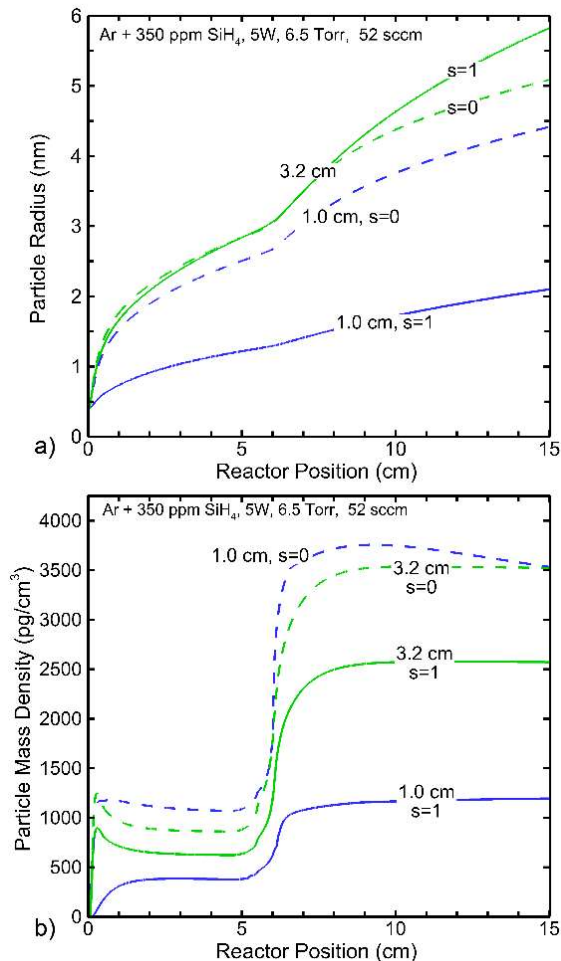 Ar + 350 ppm SiH4, 5W, 6.5 Torr, 52 sccm
6
5
4
3
2
1
0
Particle Radius (nm)
s=1
s=0
3.2 cm
1.0 cm, s=0
1.0 cm, s=1
0 5 10 15
a)
Reactor Position (cm)
Ar + 350 ppm SiH4, 5W, 6.5 Torr, 52 sccm
4000
3500
3000
2500
2000
1500
1000
500
0
Particle Mass Density (pg/cm3)
1.0 cm, s=0
3.2 cm
s=0
3.2 cm
s=1
1.0 cm
s=1
0 5 10 15
b)
Reactor Position (cm)